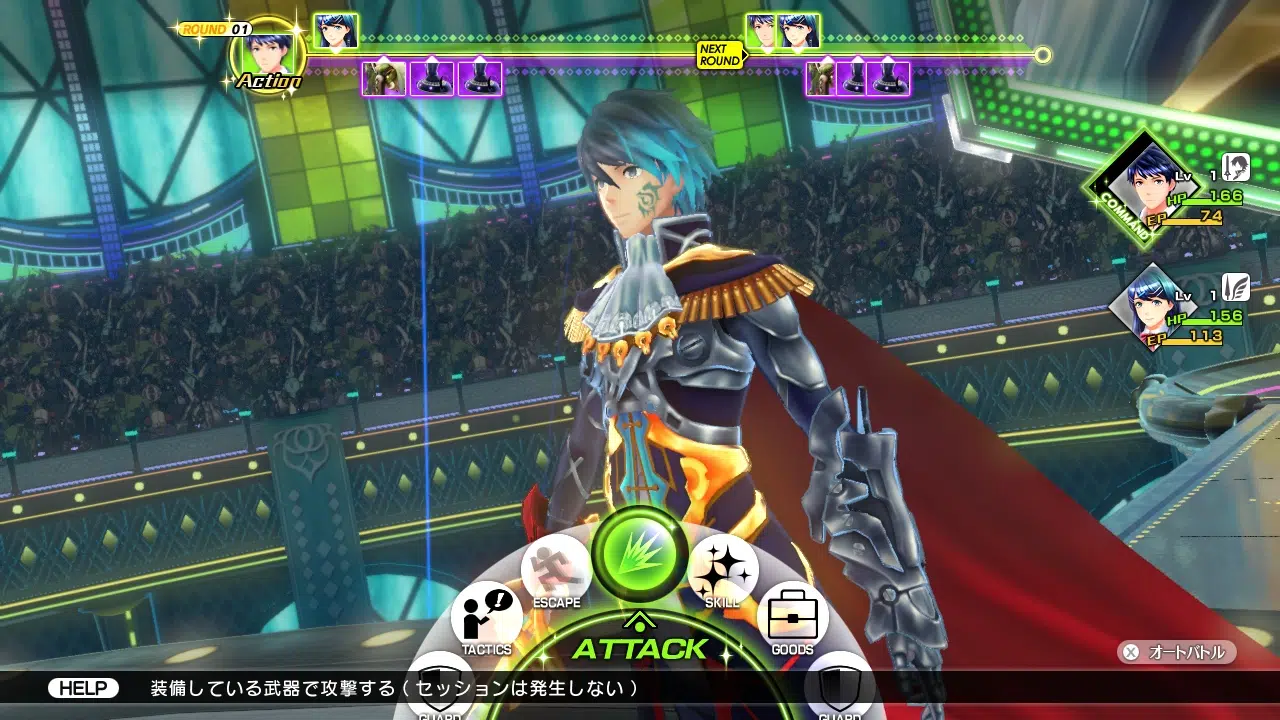 ROUND 01
Action
NEXT
ROUND
Lv 1
HP 166
EP 74
COMMAND
Lv 1
HP 156
EP 113
ESCAPE
SKILL
TACTICS
ATTACK
GOODS
オートバトル
HELP
装備している武器で攻撃する(セッションは発生しない)
GUARD
GUARD